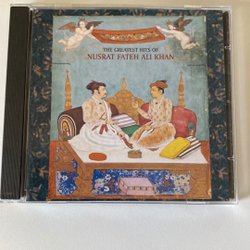 THE GREATEST HITS OF
NUSRAT FATEH ALI KHAN